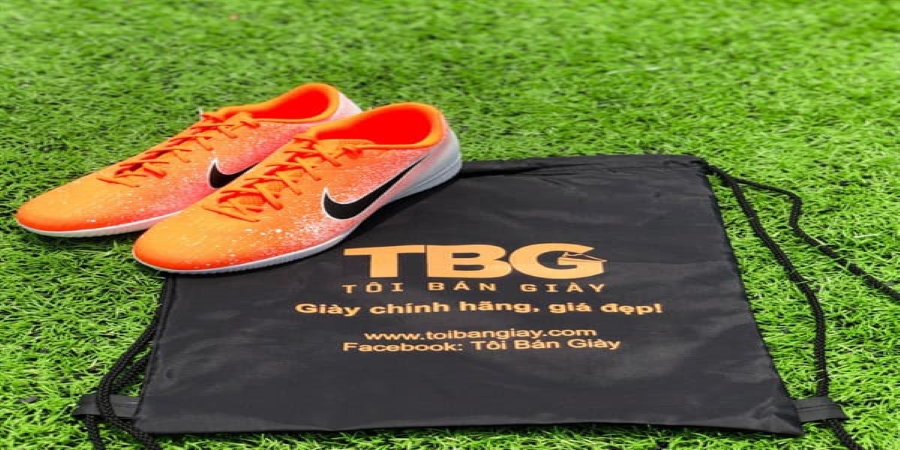 TBG
TÔI BÁN GIÀY
Giày chính hãng, giá đẹp!
www.toibangiay.com
Facebook: Tôi Bán Giày